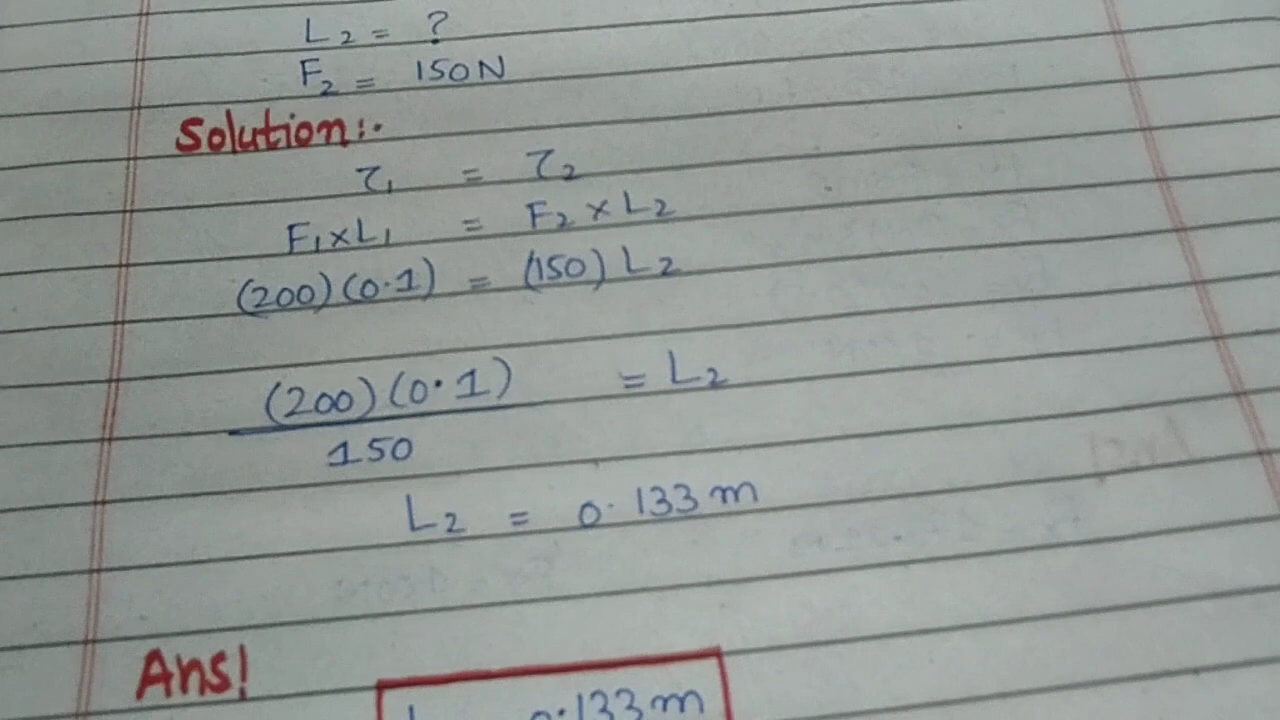 L₂ = ?
F₂ = 150N
Solution:.
τ₁ = τ₂
F₁×L₁ = F₂×L₂
(200)(0.1) = (150)L₂
(200)(0.1) = L₂
150
L₂ = 0.133m
Ans!
0.133m